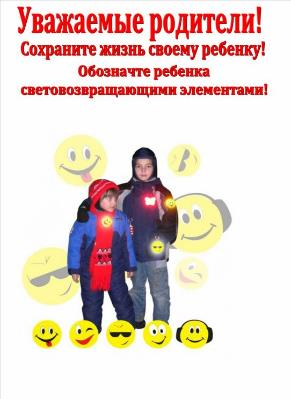 Уважаемые родители!
Сохраните жизнь своему ребенку!
Обозначте ребенка
световозвращающими элементами!